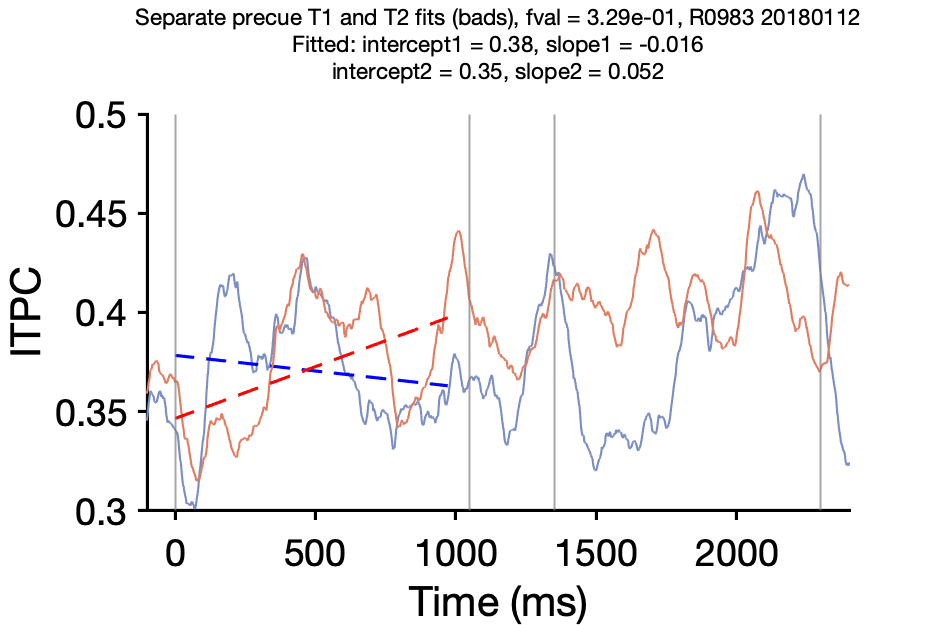 Separate precue T1 and T2 fits (bads), fval = 3.29e-01, R0983 20180112
Fitted: intercept1 = 0.38, slope1 = -0.016
intercept2 = 0.35, slope2 = 0.052
0.5
0.45
0.4
0.35
0.3
ITPC
0 500 1000 1500 2000
Time (ms)